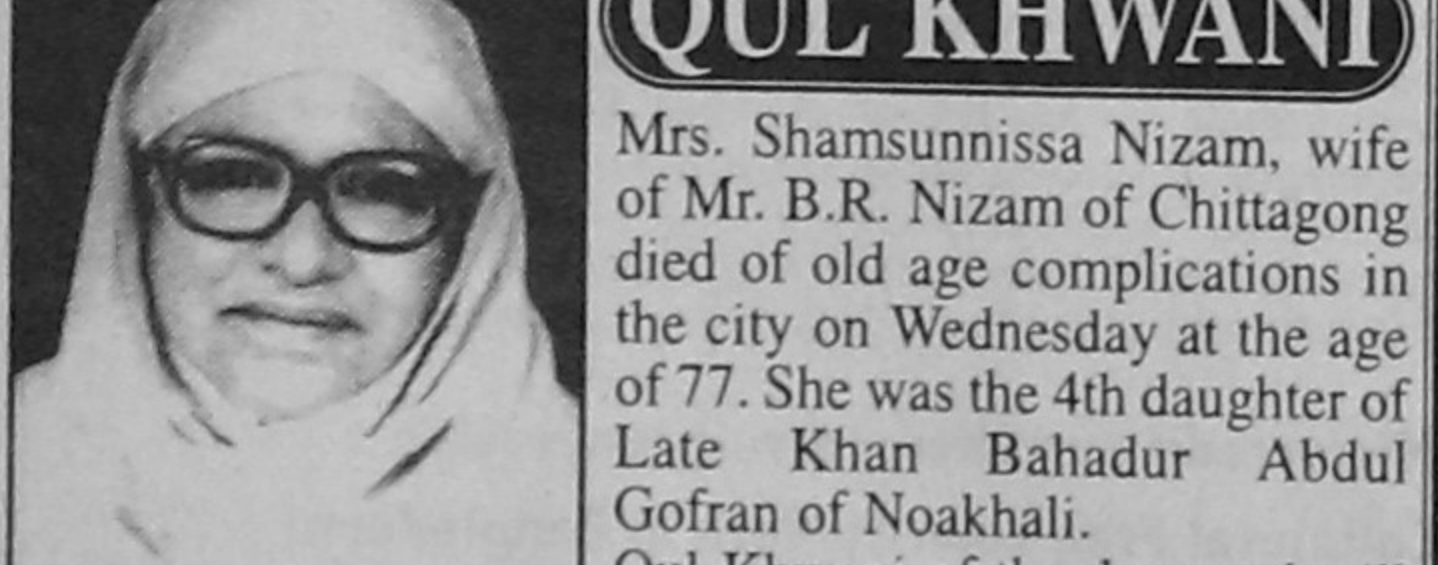 QUL KHWANI
Mrs. Shamsunnissa Nizam, wife
of Mr. B.R. Nizam of Chittagong
died of old age complications in
the city on Wednesday at the age
of 77. She was the 4th daughter of
Late Khan Bahadur Abdul
Gofran of Noakhali.